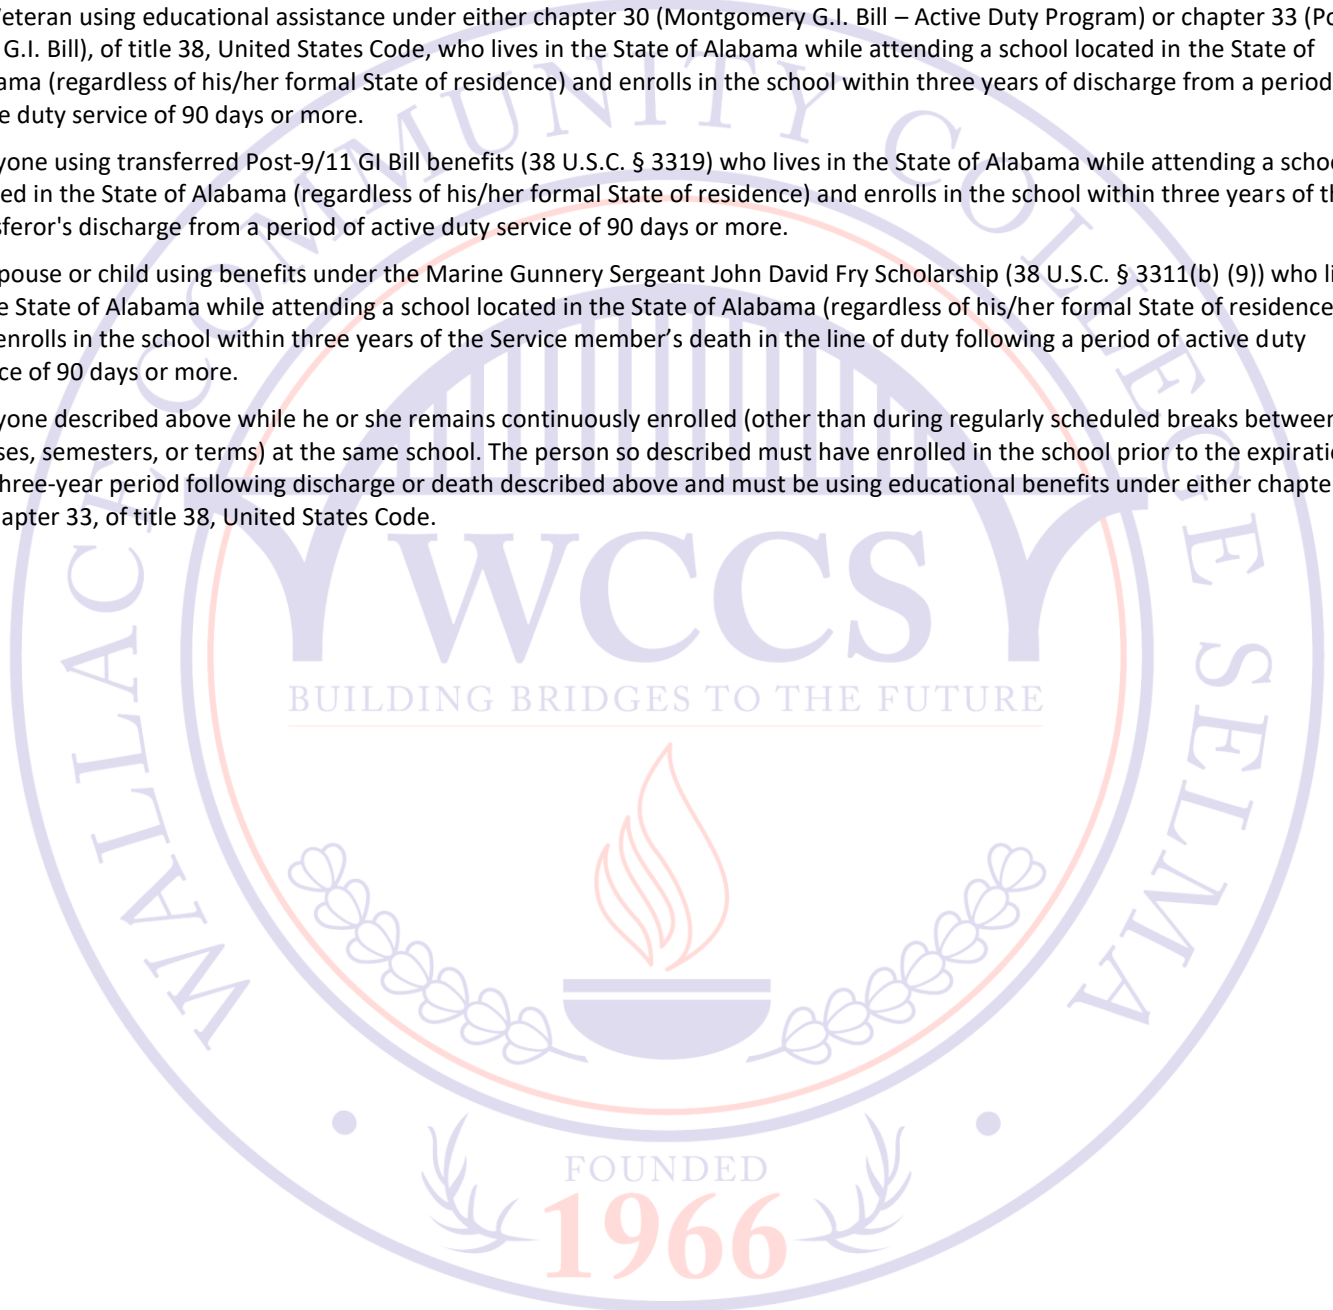 Veteran using educational assistance under either chapter 30 (Montgomery G.I. Bill – Active Duty Program) or chapter 33 (Po
G.I. Bill), of title 38, United States Code, who lives in the State of Alabama while attending a school located in the State of
ama (regardless of his/her formal State of residence) and enrolls in the school within three years of discharge from a period
e duty service of 90 days or more.
yone using transferred Post-9/11 GI Bill benefits (38 U.S.C. § 3319) who lives in the State of Alabama while attending a schoo
ed in the State of Alabama (regardless of his/her formal State of residence) and enrolls in the school within three years of th
sferor's discharge from a period of active duty service of 90 days or more.
pouse or child using benefits under the Marine Gunnery Sergeant John David Fry Scholarship (38 U.S.C. § 3311(b) (9)) who li
e State of Alabama while attending a school located in the State of Alabama (regardless of his/her formal State of residence
enrolls in the school within three years of the Service member’s death in the line of duty following a period of active duty
ce of 90 days or more.
yone described above while he or she remains continuously enrolled (other than during regularly scheduled breaks between
ses, semesters, or terms) at the same school. The person so described must have enrolled in the school prior to the expiratio
three-year period following discharge or death described above and must be using educational benefits under either chapte
apter 33, of title 38, United States Code.
WALLACE COMMUNITY COLLEGE SELMA
WCCS
BUILDING BRIDGES TO THE FUTURE
FOUNDED
1966